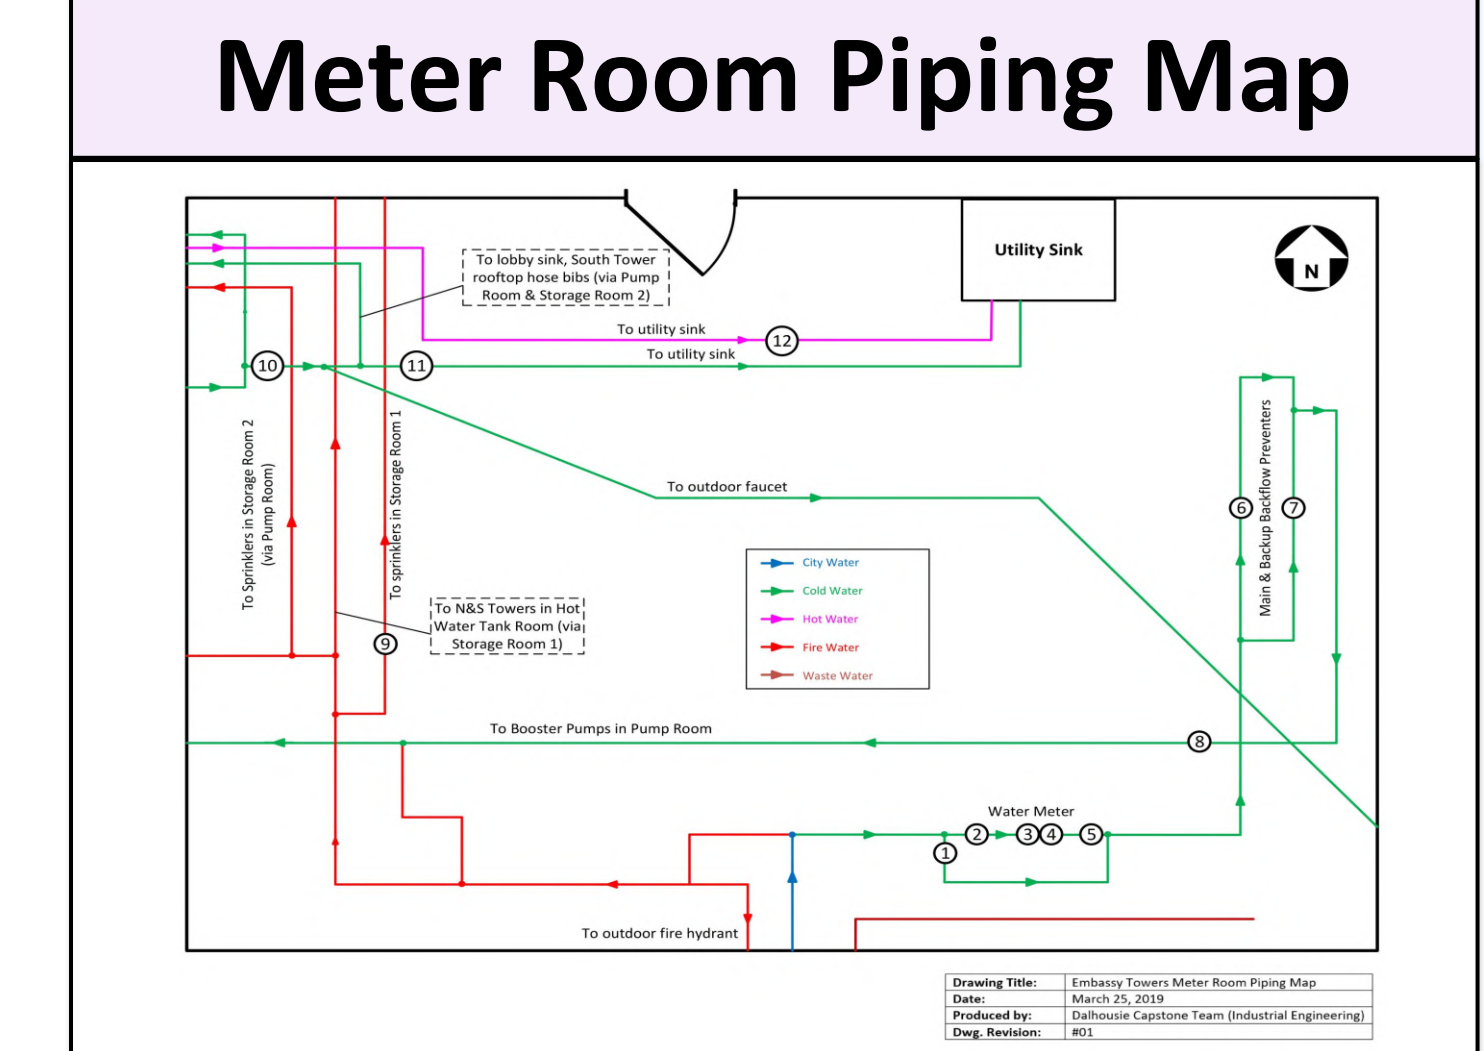 Meter Room Piping Map
Utility Sink
N
To lobby sink, South Tower
rooftop hose bibs (via Pump
Room & Storage Room 2)
To utility sink
12
To utility sink
10
11
To Sprinklers in Storage Room 2
(via Pump Room)
To sprinklers in Storage Room 1
To outdoor faucet
Main & Backup Backflow Preventers
6
7
City Water
Cold Water
Hot Water
Fire Water
Waste Water
To N&S Towers in Hot
Water Tank Room (via
Storage Room 1)
9
To Booster Pumps in Pump Room
8
Water Meter
1
2
3
4
5
To outdoor fire hydrant
Drawing Title: Embassy Towers Meter Room Piping Map
Date: March 25, 2019
Produced by: Dalhousie Capstone Team (Industrial Engineering)
Dwg. Revision: #01